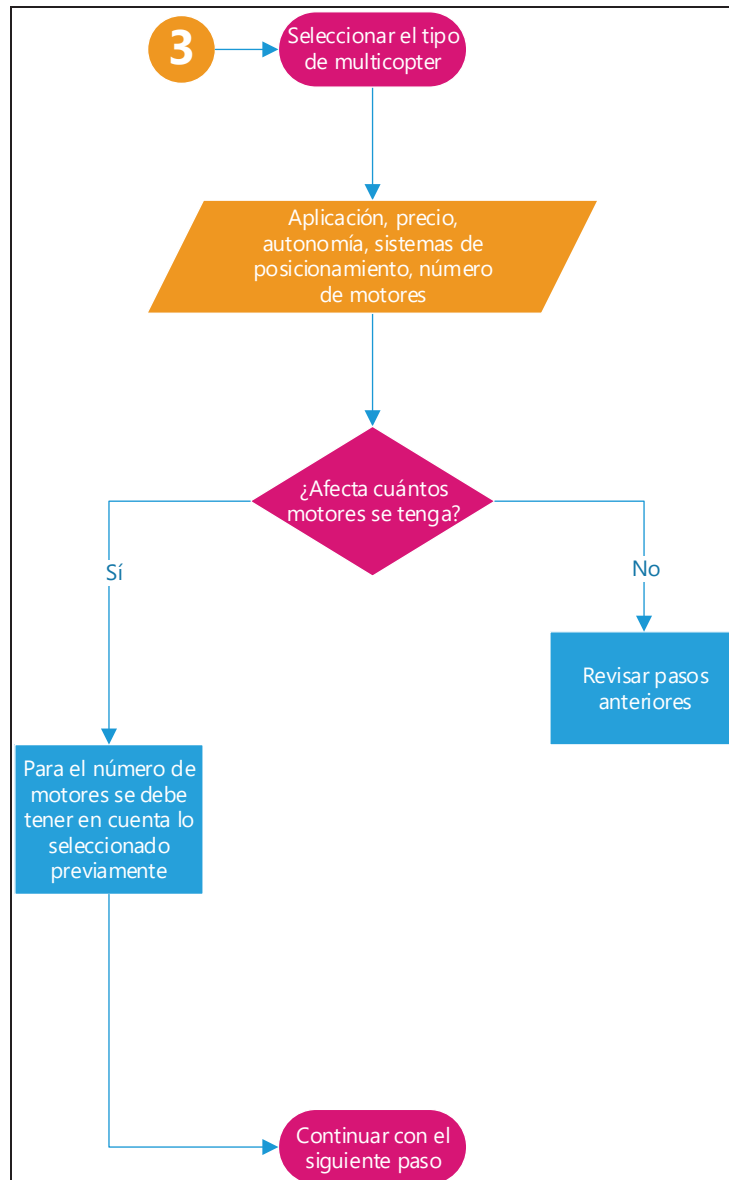 3
Seleccionar el tipo
de multicopter
Aplicación, precio,
autonomía, sistemas de
posicionamiento, número
de motores
¿Afecta cuántos
motores se tenga?
Sí
No
Revisar pasos
anteriores
Para el número de
motores se debe
tener en cuenta lo
seleccionado
previamente
Continuar con el
siguiente paso